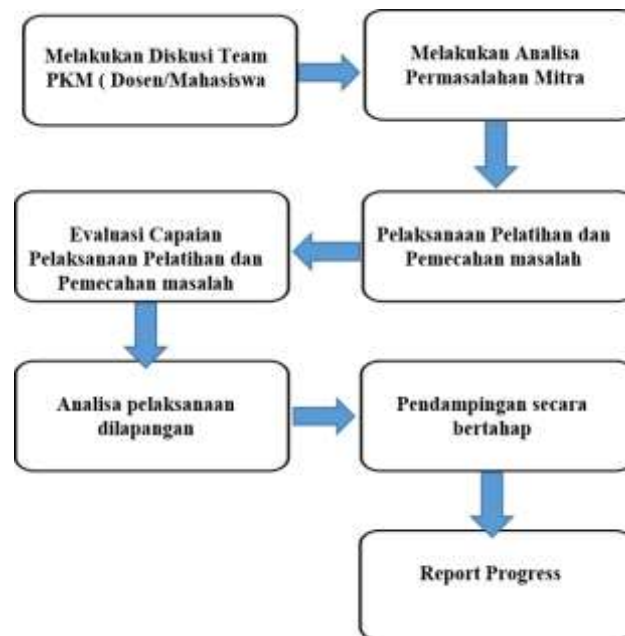 Melakukan Diskusi Team
PKM ( Dosen/Mahasiswa
Melakukan Analisa
Permasalahan Mitra
Pelaksanaan Pelatihan dan
Pemecahan masalah
Evaluasi Capaian
Pelaksanaan Pelatihan dan
Pemecahan masalah
Analisa pelaksanaan
dilapangan
Pendampingan secara
bertahap
Report Progress